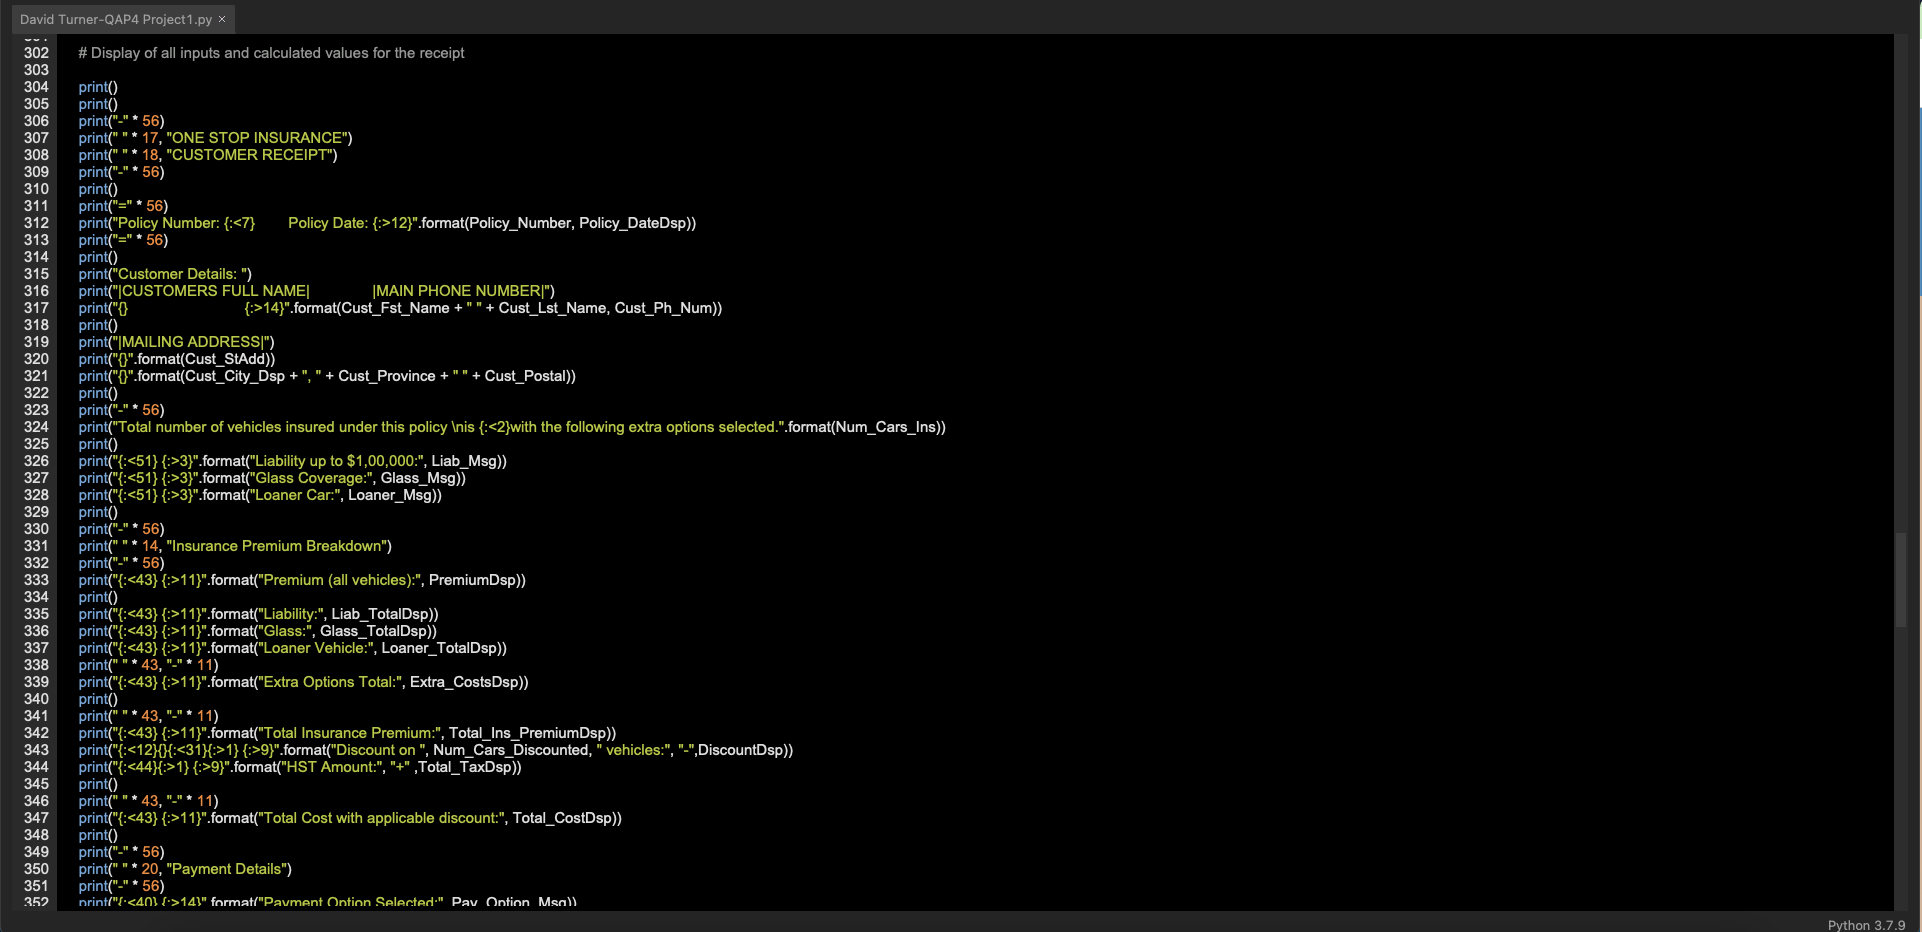 David Turner-QAP4 Project1.py ×
302 # Display of all inputs and calculated values for the receipt
303
304 print()
305 print()
306 print("-" * 56)
307 print(" " * 17, "ONE STOP INSURANCE")
308 print(" " * 18, "CUSTOMER RECEIPT")
309 print("-" * 56)
310 print()
311 print("=" * 56)
312 print("Policy Number: {:<7}        Policy Date: {:>12}".format(Policy_Number, Policy_DateDsp))
313 print("=" * 56)
314 print()
315 print("Customer Details: ")
316 print("|CUSTOMERS FULL NAME|               |MAIN PHONE NUMBER|")
317 print("{}                            {:>14}".format(Cust_Fst_Name + " " + Cust_Lst_Name, Cust_Ph_Num))
318 print()
319 print("|MAILING ADDRESS|")
320 print("{}".format(Cust_StAdd))
321 print("{}".format(Cust_City_Dsp + ", " + Cust_Province + " " + Cust_Postal))
322 print()
323 print("-" * 56)
324 print("Total number of vehicles insured under this policy \nis {:<2}with the following extra options selected.".format(Num_Cars_Ins))
325 print()
326 print("{:<51} {:>3}".format("Liability up to $1,00,000:", Liab_Msg))
327 print("{:<51} {:>3}".format("Glass Coverage:", Glass_Msg))
328 print("{:<51} {:>3}".format("Loaner Car:", Loaner_Msg))
329 print()
330 print("-" * 56)
331 print(" " * 14, "Insurance Premium Breakdown")
332 print("-" * 56)
333 print("{:<43} {:>11}".format("Premium (all vehicles):", PremiumDsp))
334 print()
335 print("{:<43} {:>11}".format("Liability:", Liab_TotalDsp))
336 print("{:<43} {:>11}".format("Glass:", Glass_TotalDsp))
337 print("{:<43} {:>11}".format("Loaner Vehicle:", Loaner_TotalDsp))
338 print(" " * 43, "-" * 11)
339 print("{:<43} {:>11}".format("Extra Options Total:", Extra_CostsDsp))
340 print()
341 print(" " * 43, "-" * 11)
342 print("{:<43} {:>11}".format("Total Insurance Premium:", Total_Ins_PremiumDsp))
343 print("{:<12}{}{:<31}{:>1} {:>9}".format("Discount on ", Num_Cars_Discounted, " vehicles:", "-",DiscountDsp))
344 print("{:<44}{:>1} {:>9}".format("HST Amount:", "+" ,Total_TaxDsp))
345 print()
346 print(" " * 43, "-" * 11)
347 print("{:<43} {:>11}".format("Total Cost with applicable discount:", Total_CostDsp))
348 print()
349 print("-" * 56)
350 print(" " * 20, "Payment Details")
351 print("-" * 56)
352 print("{:<40} {:>14}".format("Payment Option Selected:", Pay_Option_Msg))
Python 3.7.9